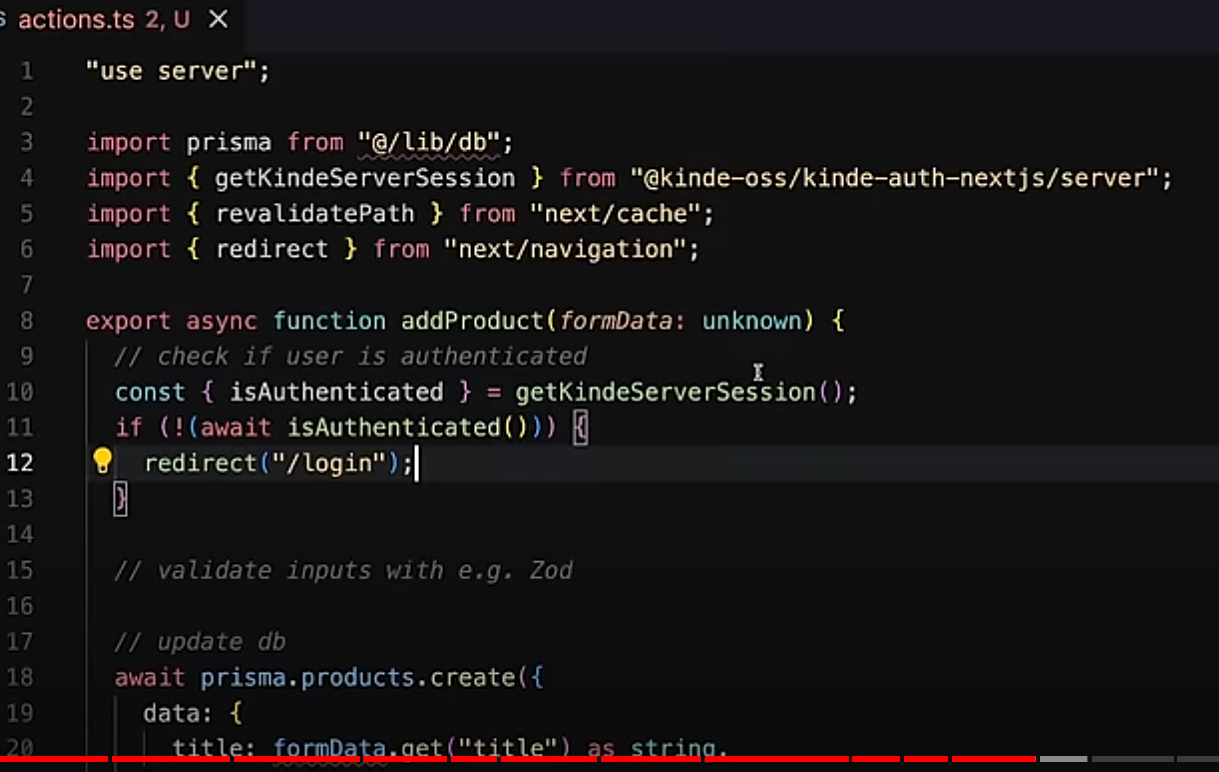 actions.ts 2, U
1 "use server";
2
3 import prisma from "@/lib/db";
4 import { getKindeServerSession } from "@kinde-oss/kinde-auth-nextjs/server";
5 import { revalidatePath } from "next/cache";
6 import { redirect } from "next/navigation";
7
8 export async function addProduct(formData: unknown) {
9 // check if user is authenticated
10 const { isAuthenticated } = getKindeServerSession();
11 if (!(await isAuthenticated())) {
12 redirect("/login");
13 }
14
15 // validate inputs with e.g. Zod
16
17 // update db
18 await prisma.products.create({
19 data: {
20 title: formData.get("title") as string,